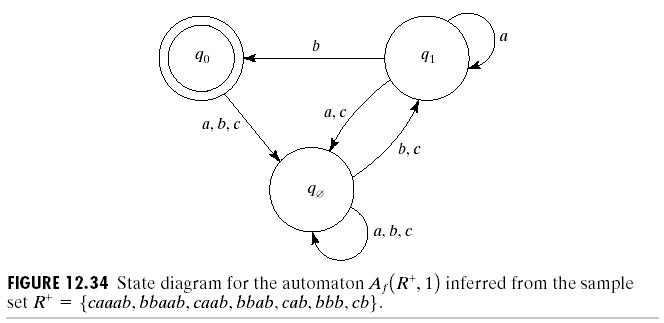 b
a
q0
q1
a, b, c
a, c
b, c
q∅
a, b, c
FIGURE 12.34 State diagram for the automaton Af(R+, 1) inferred from the sample
set R+ = {caaab, bbaab, caab, bbab, cab, bbb, cb}.